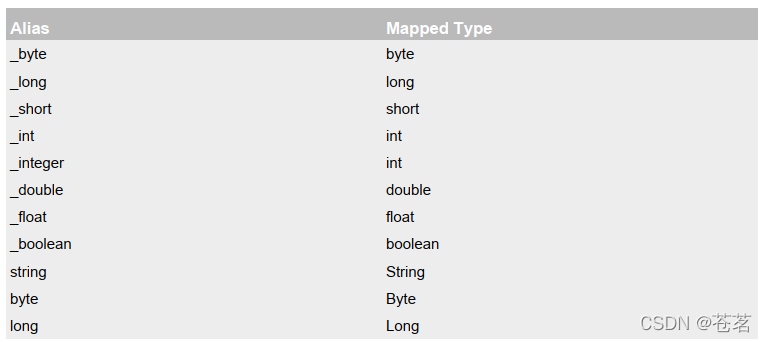 Alias Mapped Type
_byte byte
_long long
_short short
_int int
_integer int
_double double
_float float
_boolean boolean
string String
byte Byte
long Long
CSDN @苍茗